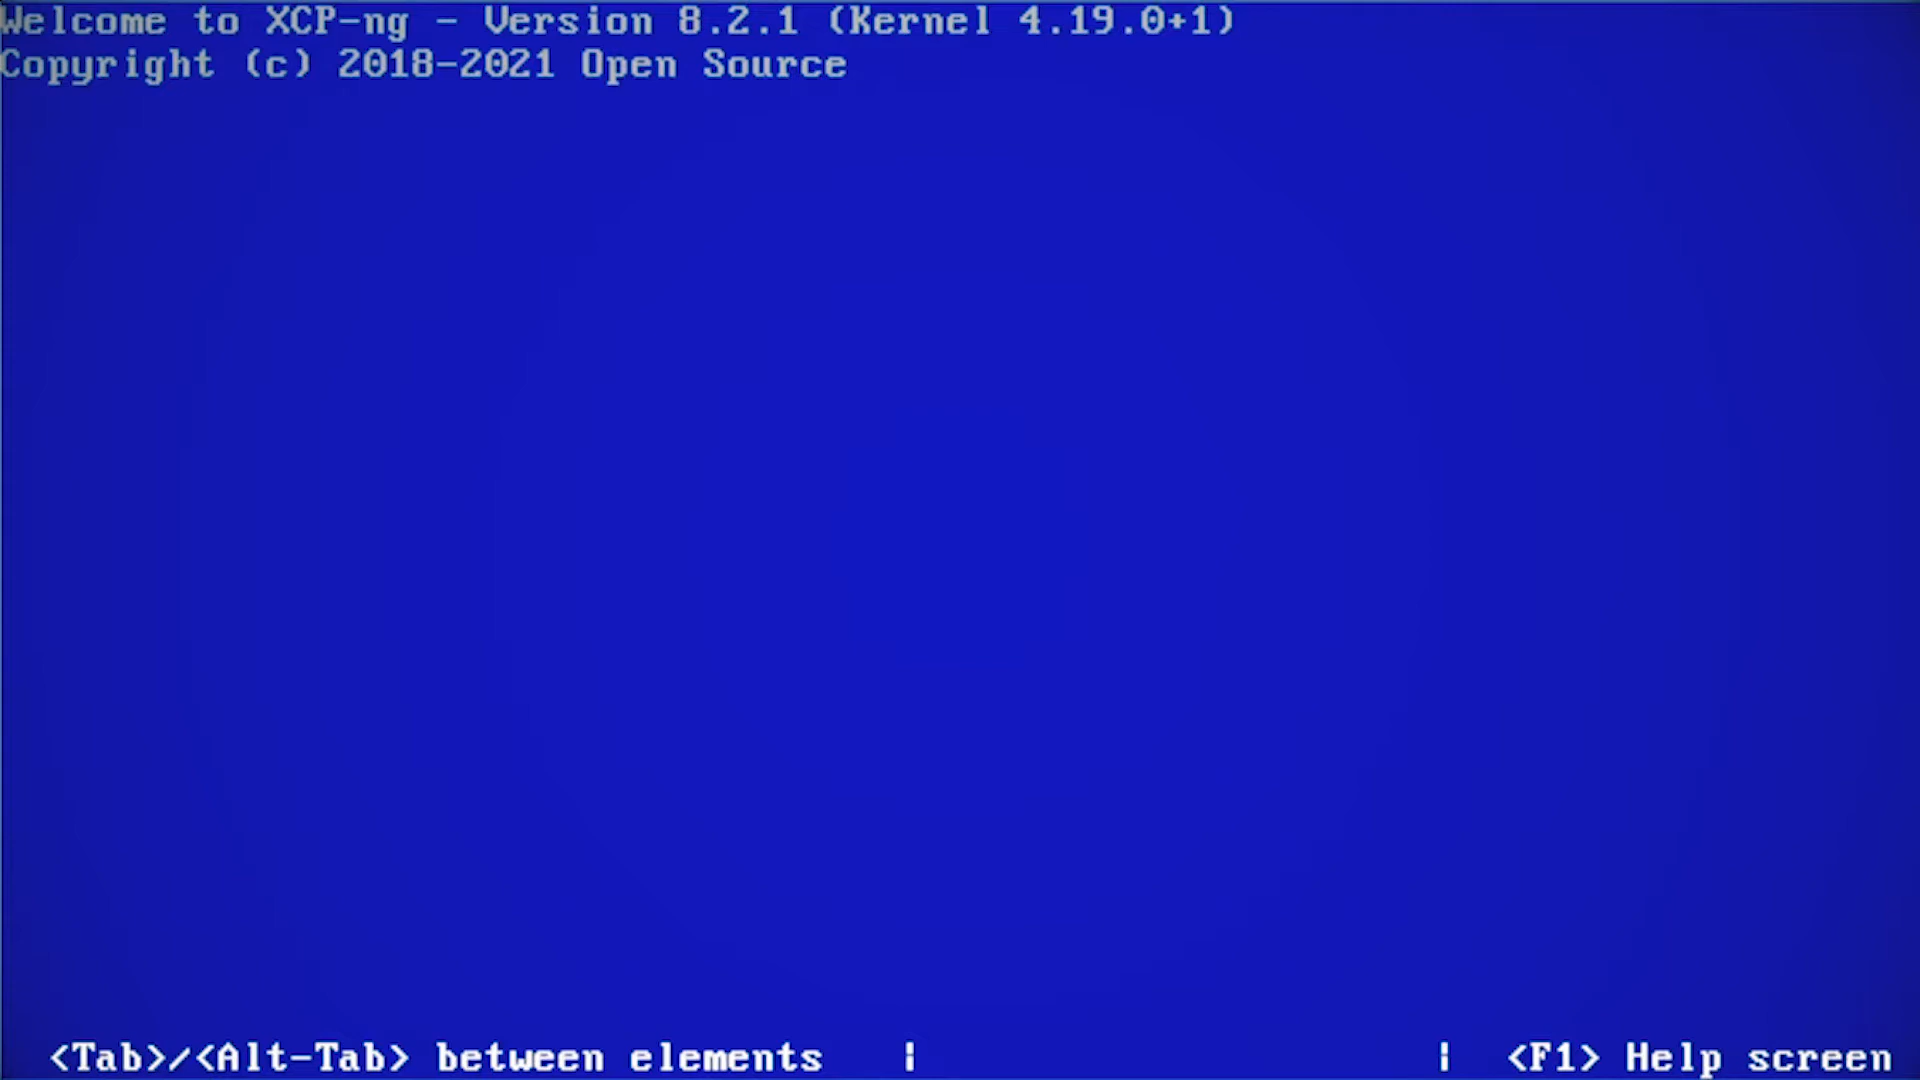 Welcome to XCP-ng - Version 8.2.1 (Kernel 4.19.0+1)
Copyright (c) 2018-2021 Open Source
<Tab>/<Alt-Tab> between elements | | <F1> Help screen